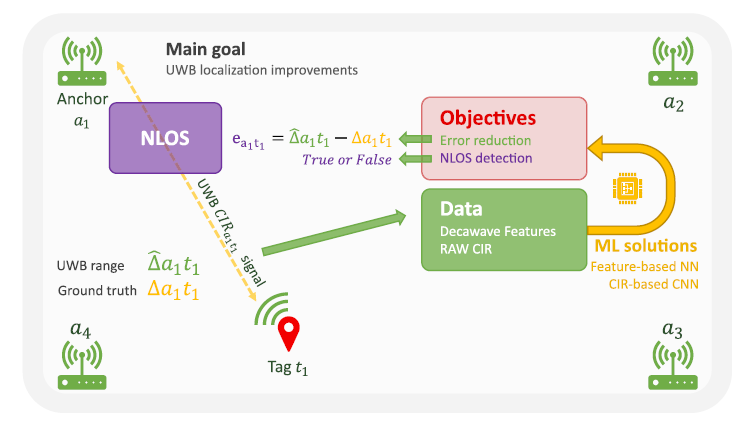 Main goal
UWB localization improvements
Anchor
a₁
a₂
NLOS
e_{a₁t₁} = Δ̂a₁t₁ − Δa₁t₁
True or False
Objectives
Error reduction
NLOS detection
UWB CIR_{a₁t₁} signal
Data
Decawave Features
RAW CIR
ML solutions
Feature-based NN
CIR-based CNN
UWB range Δ̂a₁t₁
Ground truth Δa₁t₁
a₄
a₃
Tag t₁